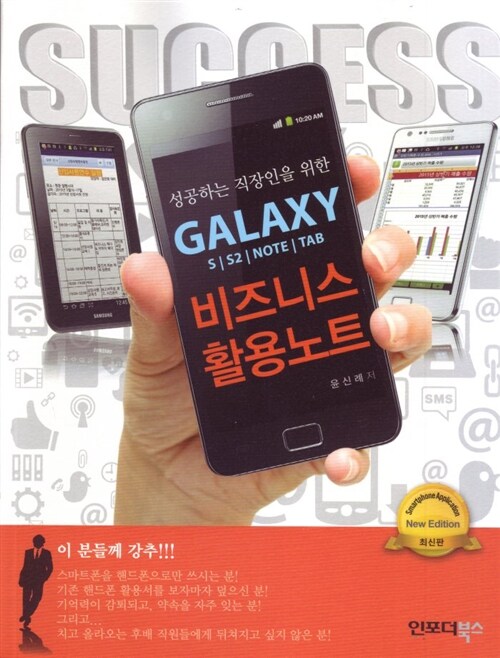 SUCCESS
10:20 AM
성공하는 직장인을 위한
GALAXY
S | S2 | NOTE | TAB
비즈니스
활용노트
윤신례 저
SAMSUNG
SMS
Smartphone Application
New Edition
최신판
이 분들께 강추!!!
스마트폰을 핸드폰으로만 쓰시는 분!
기존 핸드폰 활용서를 보자마자 덮으신 분!
기억력이 감퇴되고, 약속을 자주 잊는 분!
그리고...
치고 올라오는 후배 직원들에게 뒤쳐지고 싶지 않은 분!
인포더북스